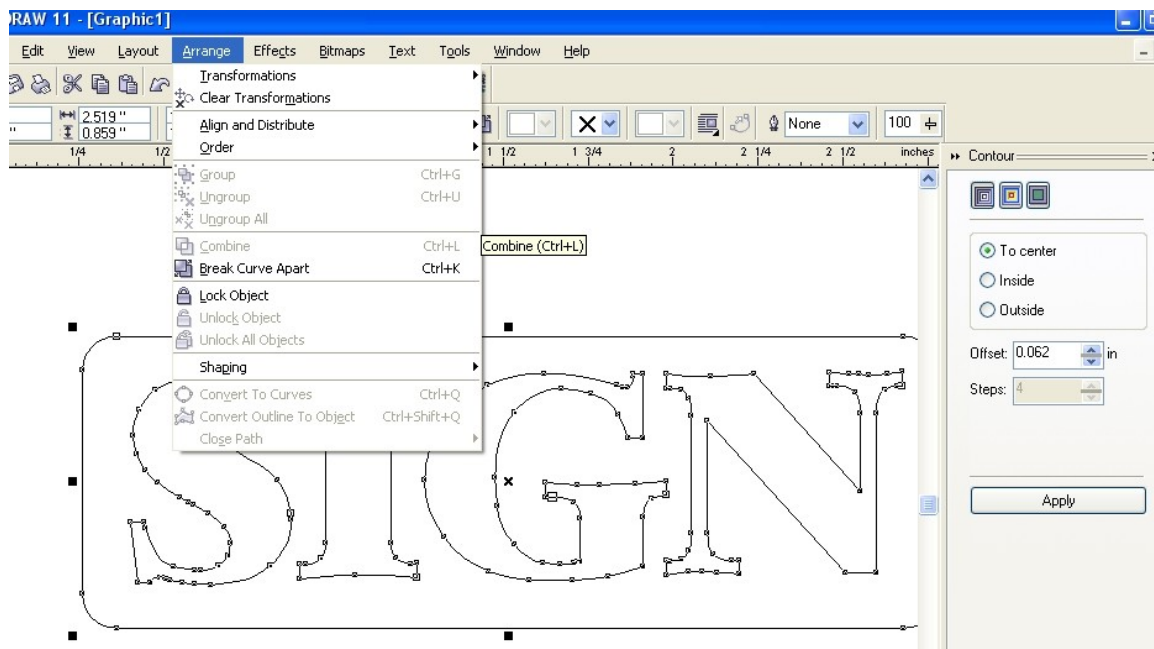 RAW 11 - [Graphic1]
Edit View Layout Arrange Effects Bitmaps Text Tools Window Help
Transformations
Clear Transformations
Align and Distribute
Order
Group Ctrl+G
Ungroup Ctrl+U
Ungroup All
Combine Ctrl+L
Combine (Ctrl+L)
Break Curve Apart Ctrl+K
Lock Object
Unlock Object
Unlock All Objects
Shaping
Convert To Curves Ctrl+Q
Convert Outline To Object Ctrl+Shift+Q
Close Path
" 2.519 "
0.859 "
None 100
1/4 1/2 1 1/2 1 3/4 2 2 1/4 2 1/2 inches
Contour
To center
Inside
Outside
Offset: 0.062 in
Steps: 4
Apply
SIGN